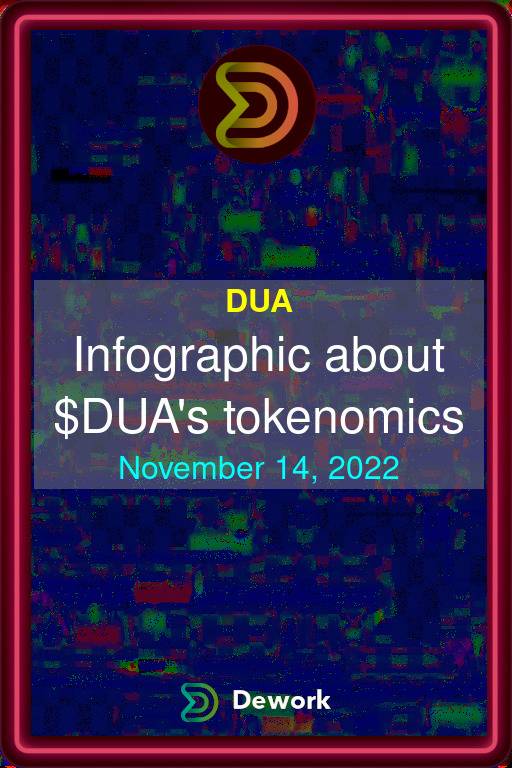 DUA
Infographic about
$DUA's tokenomics
November 14, 2022
Dework